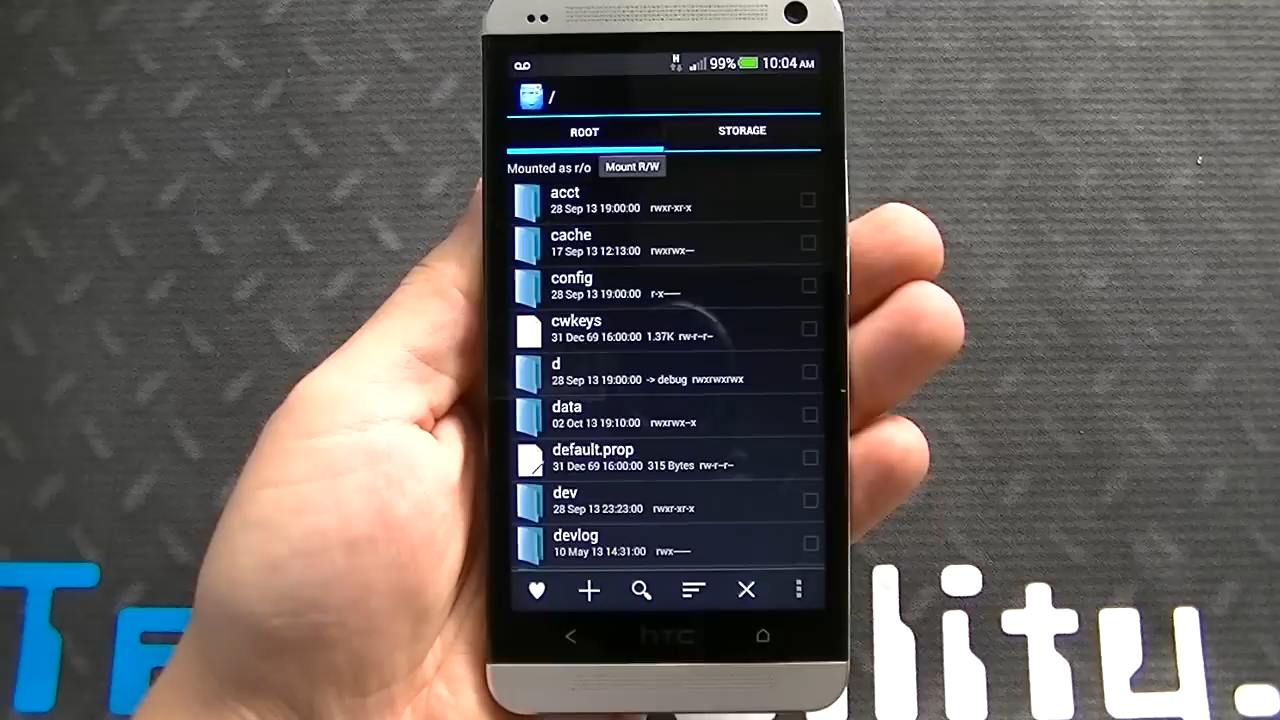 H 99% 10:04 AM
/
ROOT STORAGE
Mounted as r/o Mount R/W
acct
28 Sep 13 19:00:00 rwxr-xr-x
cache
17 Sep 13 12:13:00 rwxrwx---
config
28 Sep 13 19:00:00 r-x------
cwkeys
31 Dec 69 16:00:00 1.37K rw-r--r--
d
28 Sep 13 19:00:00 -> debug rwxrwxrwx
data
02 Oct 13 19:10:00 rwxrwx--x
default.prop
31 Dec 69 16:00:00 315 Bytes rw-r--r--
dev
28 Sep 13 23:23:00 rwxr-xr-x
devlog
10 May 13 14:31:00 rwx------
hTC